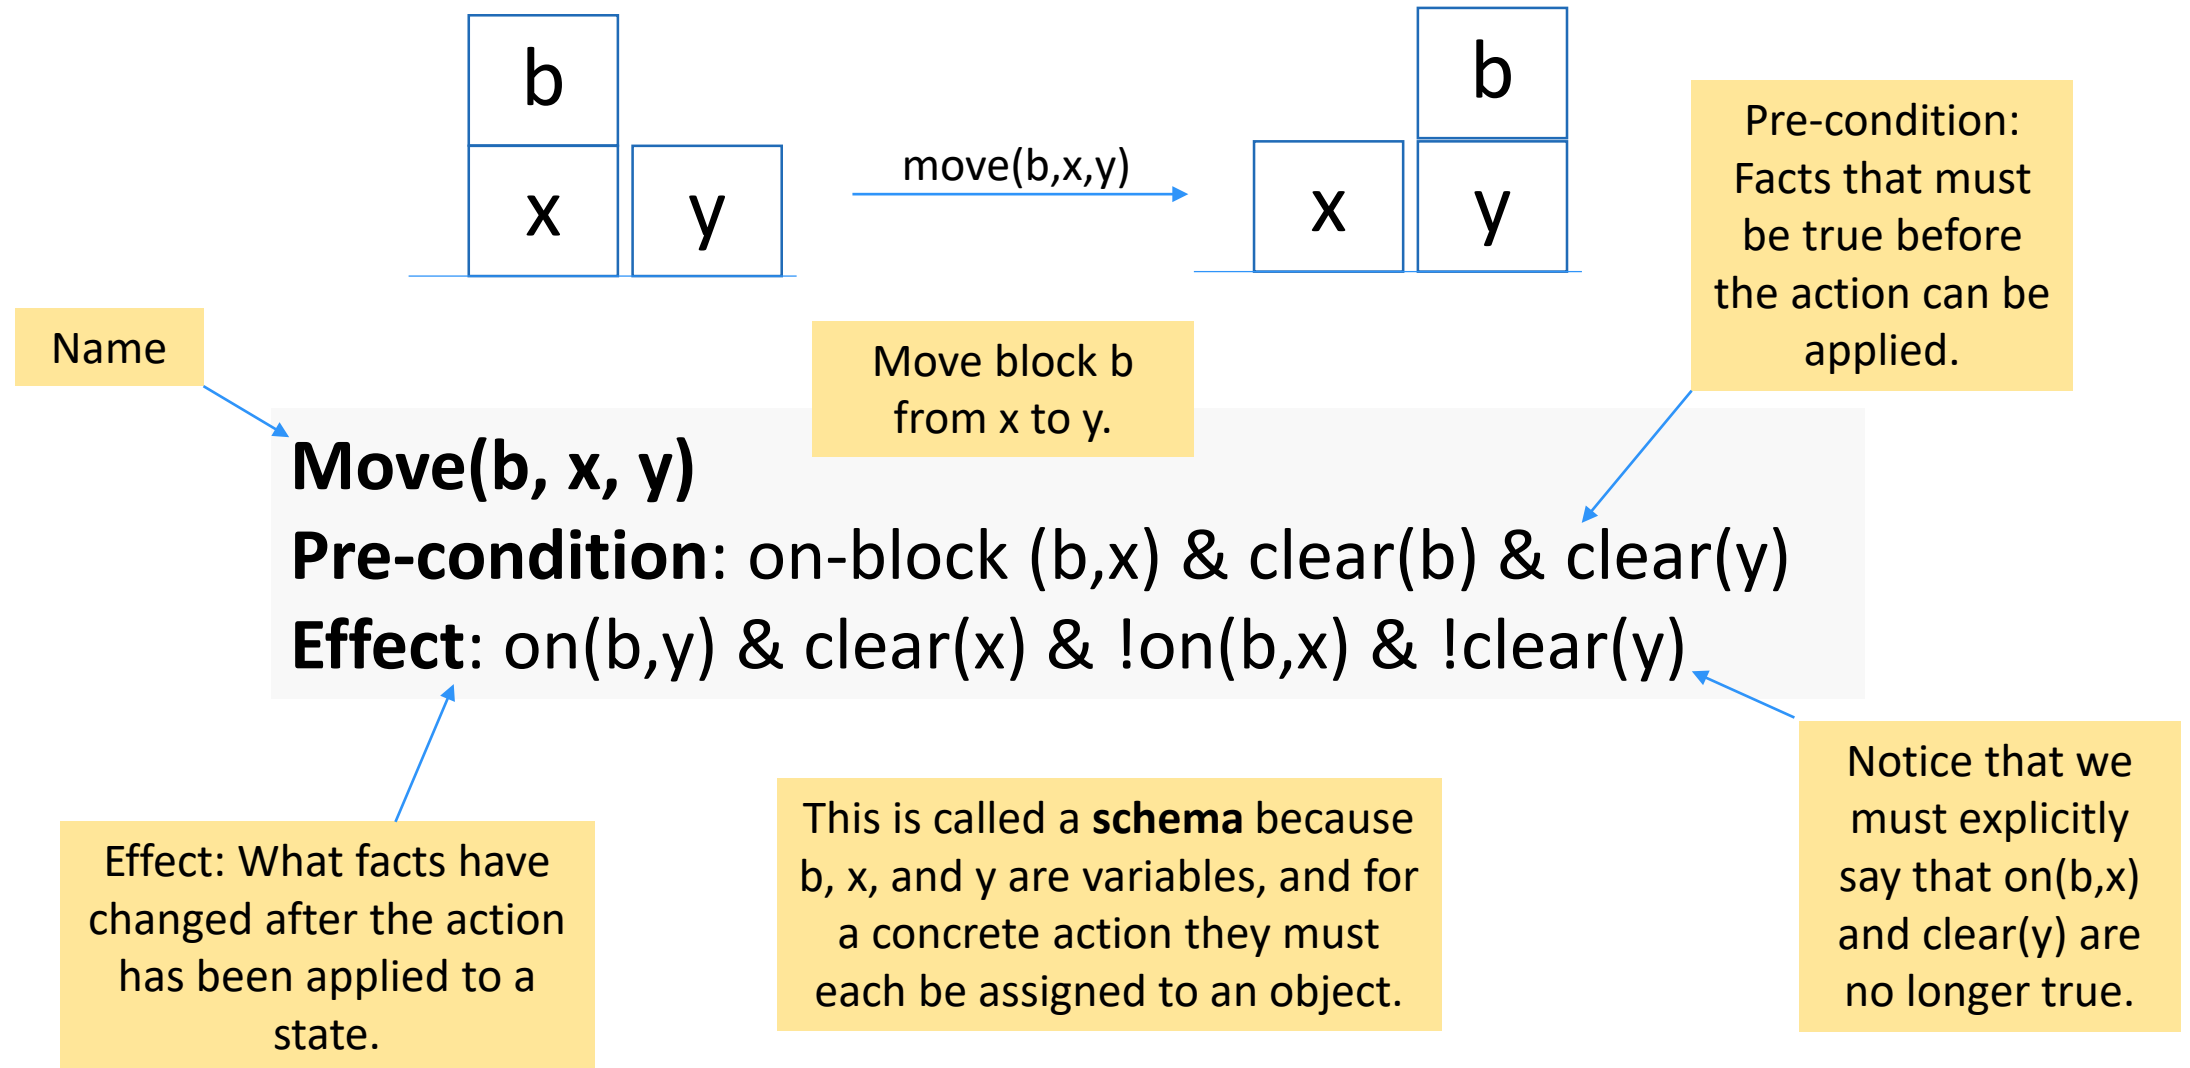 b
x
y
move(b,x,y)
b
x
y
Pre-condition:
Facts that must
be true before
the action can be
applied.
Name
Move block b
from x to y.
Move(b, x, y)
Pre-condition: on-block (b,x) & clear(b) & clear(y)
Effect: on(b,y) & clear(x) & !on(b,x) & !clear(y)
Effect: What facts have
changed after the action
has been applied to a
state.
This is called a schema because
b, x, and y are variables, and for
a concrete action they must
each be assigned to an object.
Notice that we
must explicitly
say that on(b,x)
and clear(y) are
no longer true.